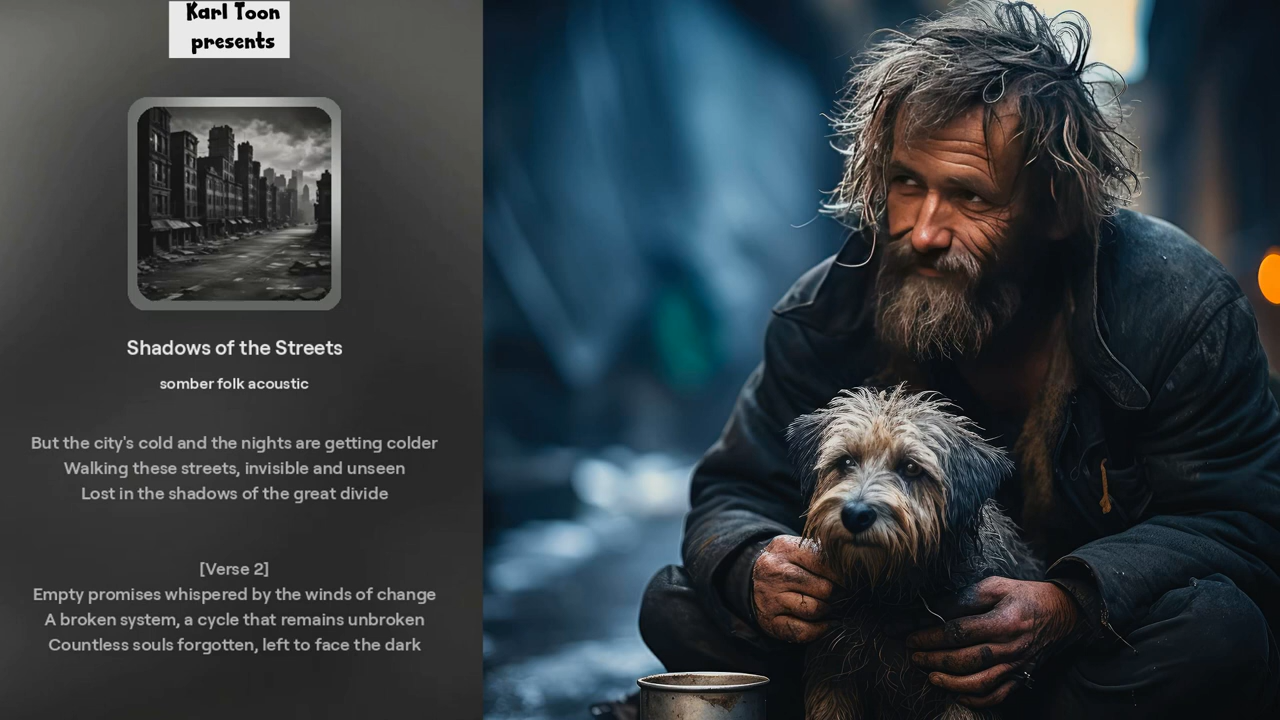 Karl Toon
presents
Shadows of the Streets
somber folk acoustic
But the city's cold and the nights are getting colder
Walking these streets, invisible and unseen
Lost in the shadows of the great divide
[Verse 2]
Empty promises whispered by the winds of change
A broken system, a cycle that remains unbroken
Countless souls forgotten, left to face the dark